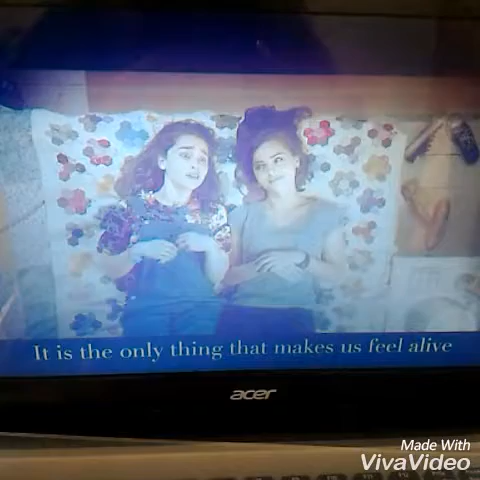 It is the only thing that makes us feel alive
acer
Made With
VivaVideo